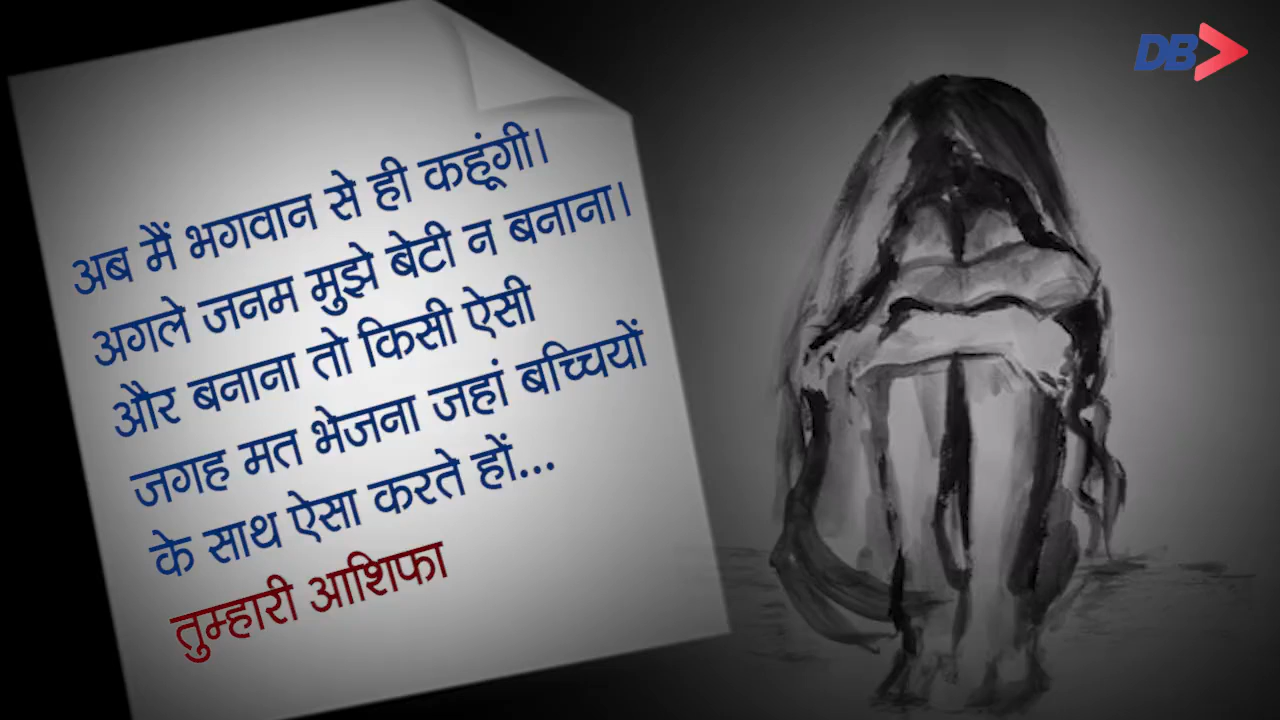 अब मैं भगवान से ही कहूंगी।
अगले जनम मुझे बेटी न बनाना।
और बनाना तो किसी ऐसी
जगह मत भेजना जहां बच्चियों
के साथ ऐसा करते हों...
तुम्हारी आशिफा
DB